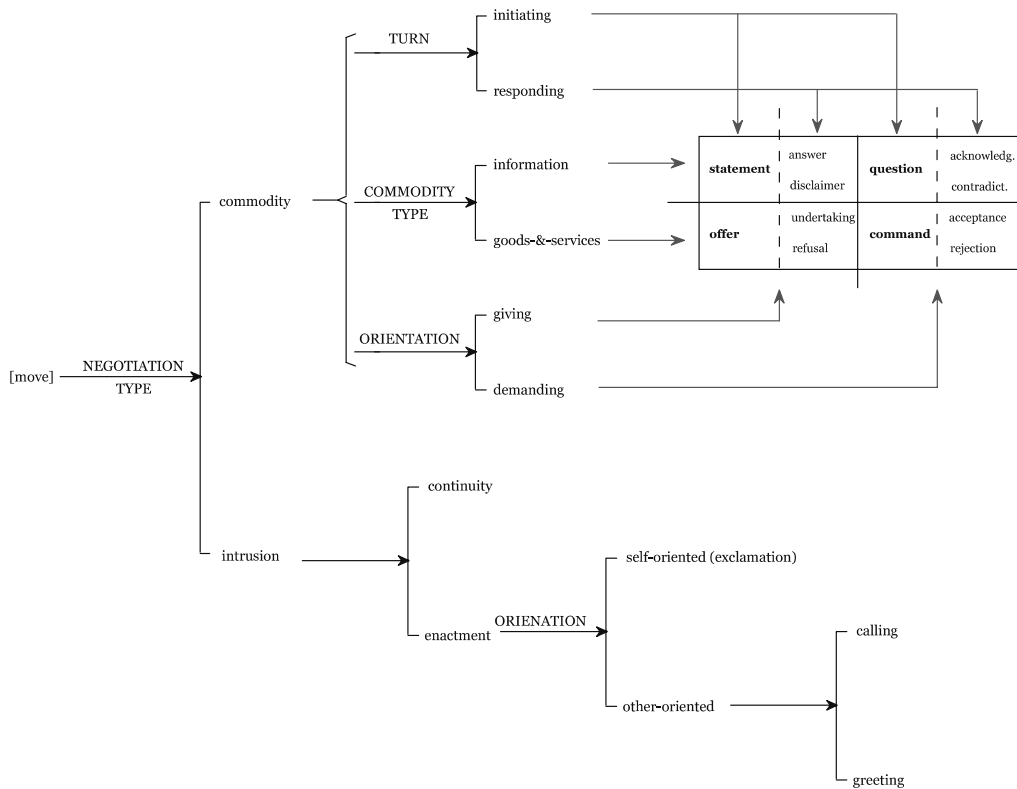 initiating
TURN
responding
information
COMMODITY
TYPE
commodity
goods-&-services
statement
answer
disclaimer
question
acknowledg.
contradict.
offer
undertaking
refusal
command
acceptance
rejection
giving
ORIENTATION
demanding
[move]
NEGOTIATION
TYPE
continuity
intrusion
self-oriented (exclamation)
enactment
ORIENATION
calling
other-oriented
greeting